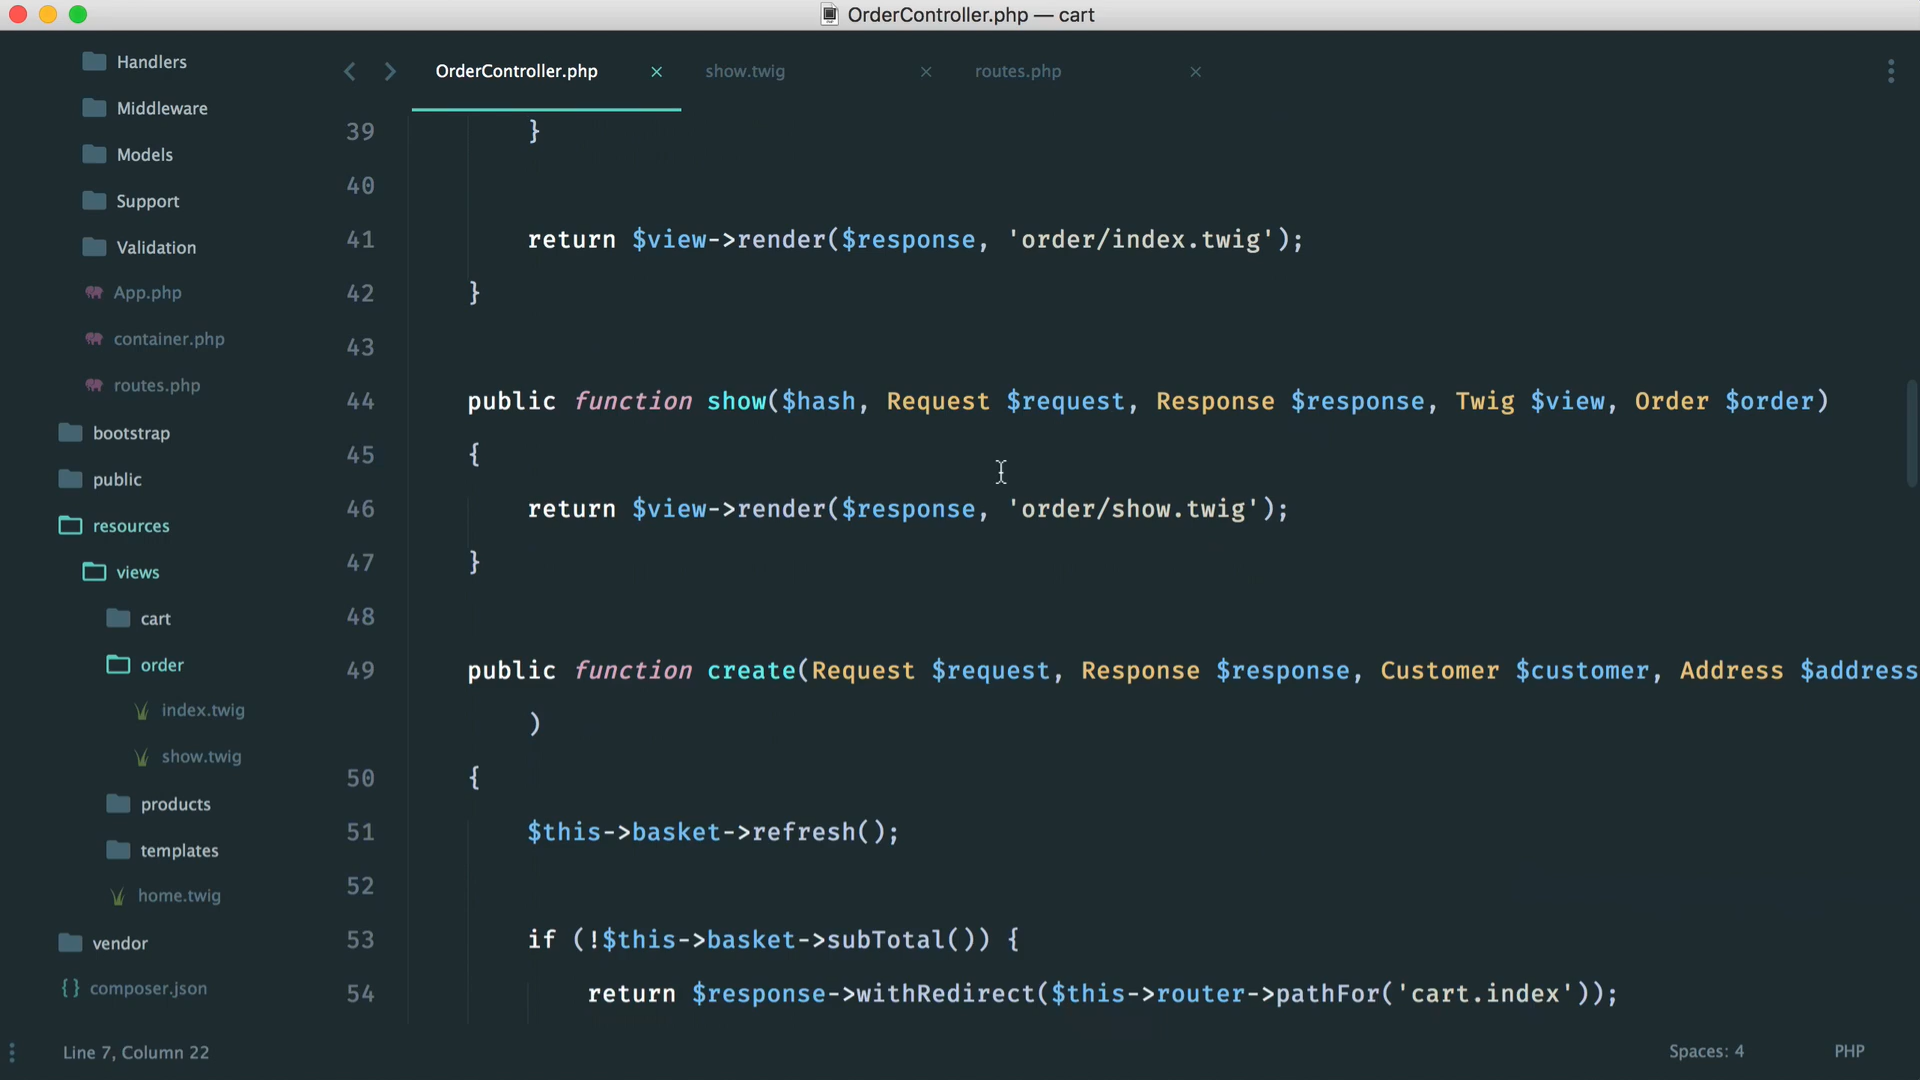 OrderController.php — cart
Handlers
Middleware
Models
Support
Validation
App.php
container.php
routes.php
bootstrap
public
resources
views
cart
order
index.twig
show.twig
products
templates
home.twig
vendor
{} composer.json
OrderController.php × show.twig × routes.php ×
39 }
40
41 return $view->render($response, 'order/index.twig');
42 }
43
44 public function show($hash, Request $request, Response $response, Twig $view, Order $order)
45 {
46 return $view->render($response, 'order/show.twig');
47 }
48
49 public function create(Request $request, Response $response, Customer $customer, Address $address
)
50 {
51 $this->basket->refresh();
52
53 if (!$this->basket->subTotal()) {
54 return $response->withRedirect($this->router->pathFor('cart.index'));
Line 7, Column 22
Spaces: 4
PHP